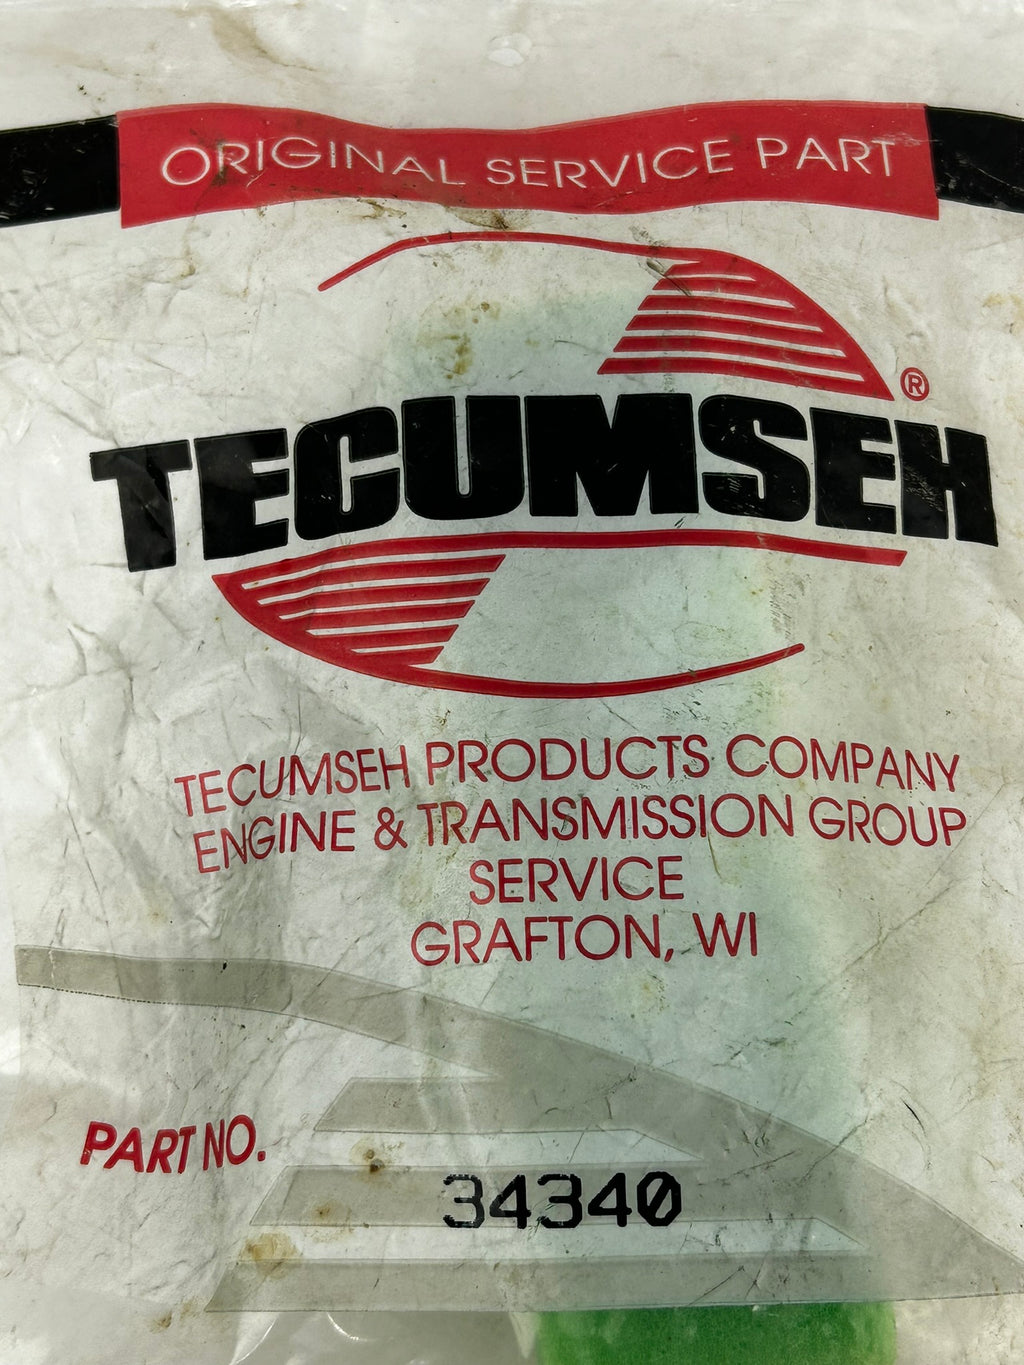 ORIGINAL SERVICE PART
TECUMSEH®
TECUMSEH PRODUCTS COMPANY
ENGINE & TRANSMISSION GROUP
SERVICE
GRAFTON, WI
PART NO.
34340